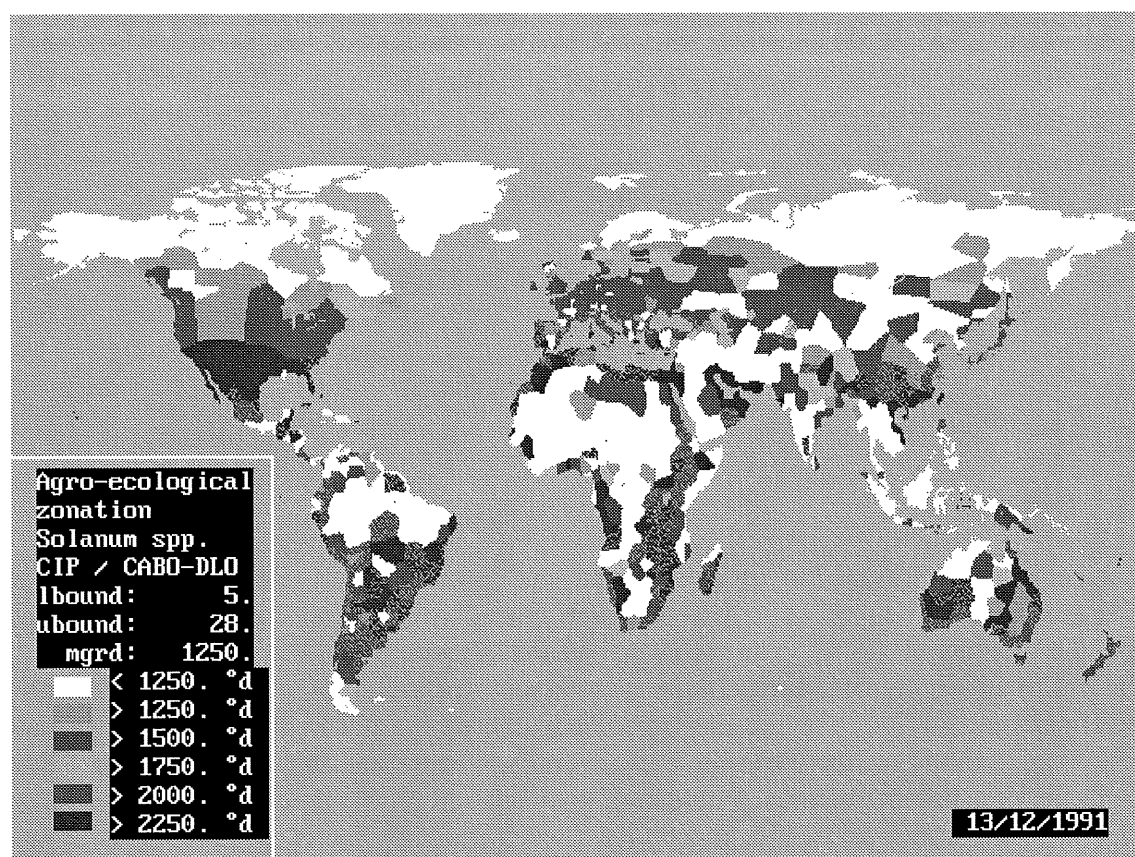 Agro-ecological
zonation
Solanum spp.
CIP / CABO-DLO
lbound: 5.
ubound: 28.
mgrd: 1250.
< 1250. °d
> 1250. °d
> 1500. °d
> 1750. °d
> 2000. °d
> 2250. °d
13/12/1991